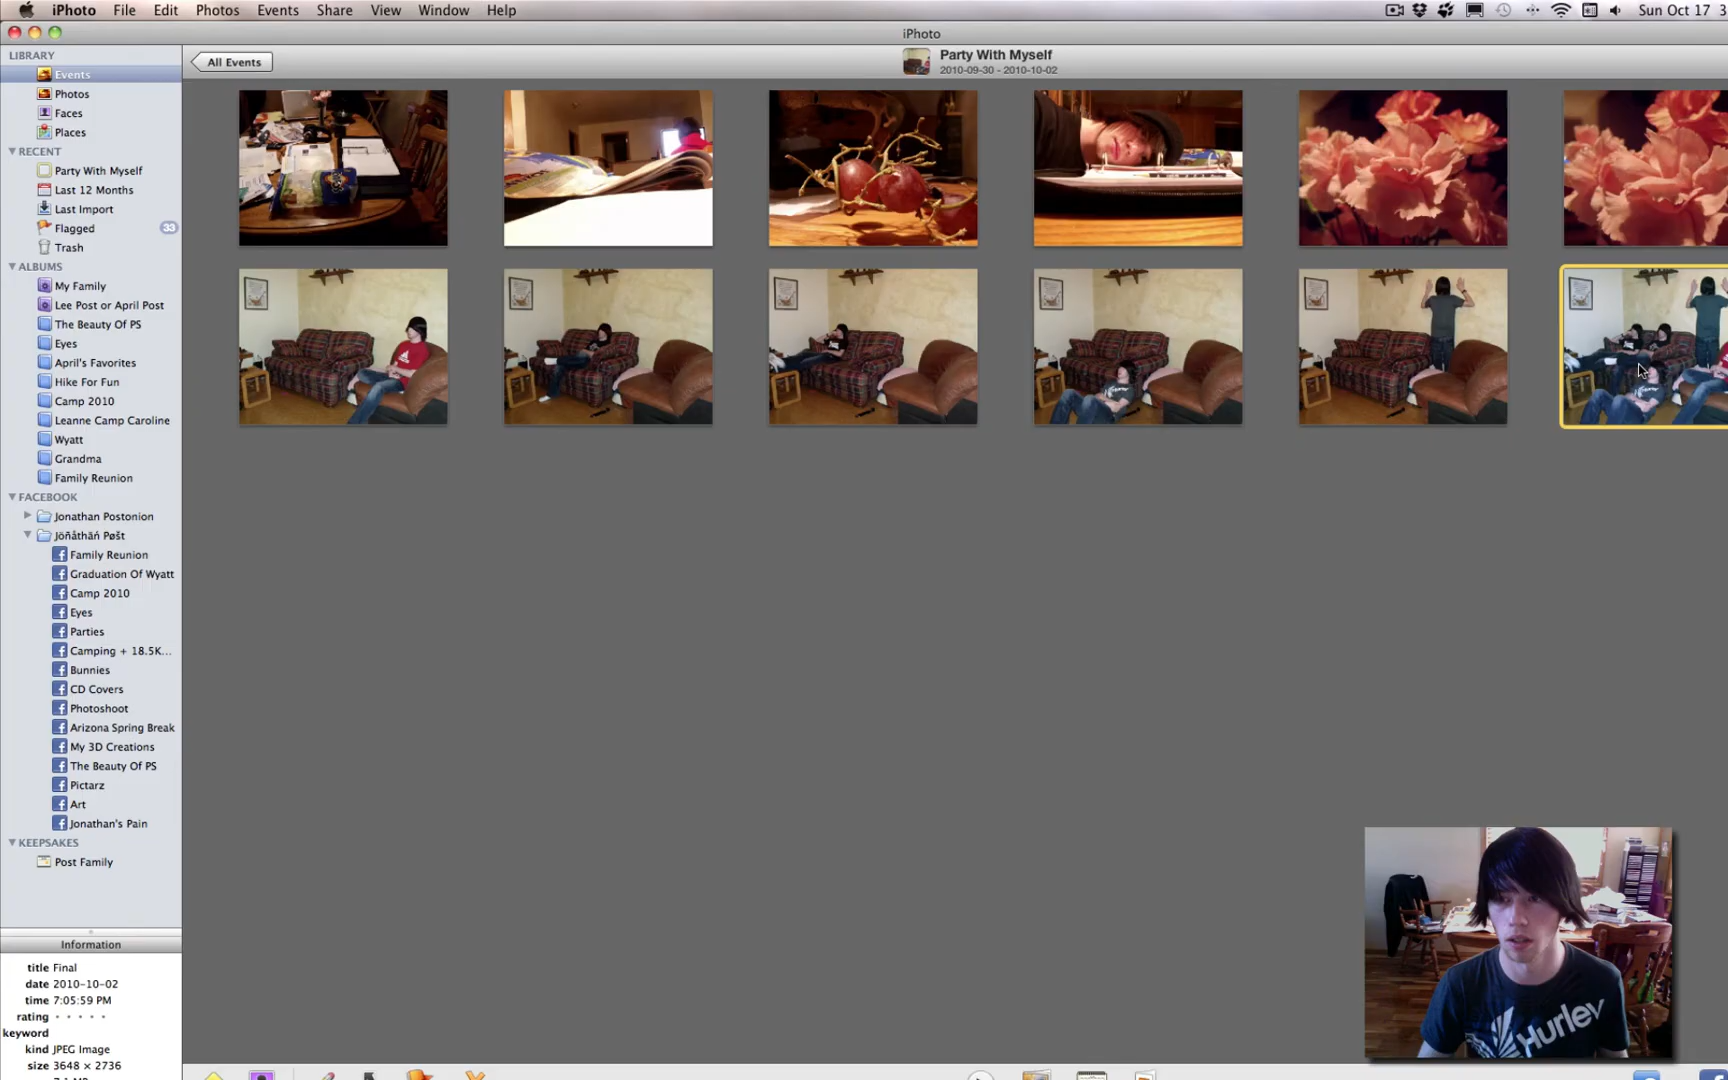 iPhoto File Edit Photos Events Share View Window Help Sun Oct 17 3
iPhoto
LIBRARY
Events
Photos
Faces
Places
RECENT
Party With Myself
Last 12 Months
Last Import
Flagged 33
Trash
ALBUMS
My Family
Lee Post or April Post
The Beauty Of PS
Eyes
April's Favorites
Hike For Fun
Camp 2010
Leanne Camp Caroline
Wyatt
Grandma
Family Reunion
FACEBOOK
Jonathan Postonion
Jöñåthäń Pøšt
Family Reunion
Graduation Of Wyatt
Camp 2010
Eyes
Parties
Camping + 18.5K...
Bunnies
CD Covers
Photoshoot
Arizona Spring Break
My 3D Creations
The Beauty Of PS
Pictarz
Art
Jonathan's Pain
KEEPSAKES
Post Family
Information
title Final
date 2010-10-02
time 7:05:59 PM
rating
keyword
kind JPEG Image
size 3648 × 2736
All Events
Party With Myself
2010-09-30 - 2010-10-02
Hurley